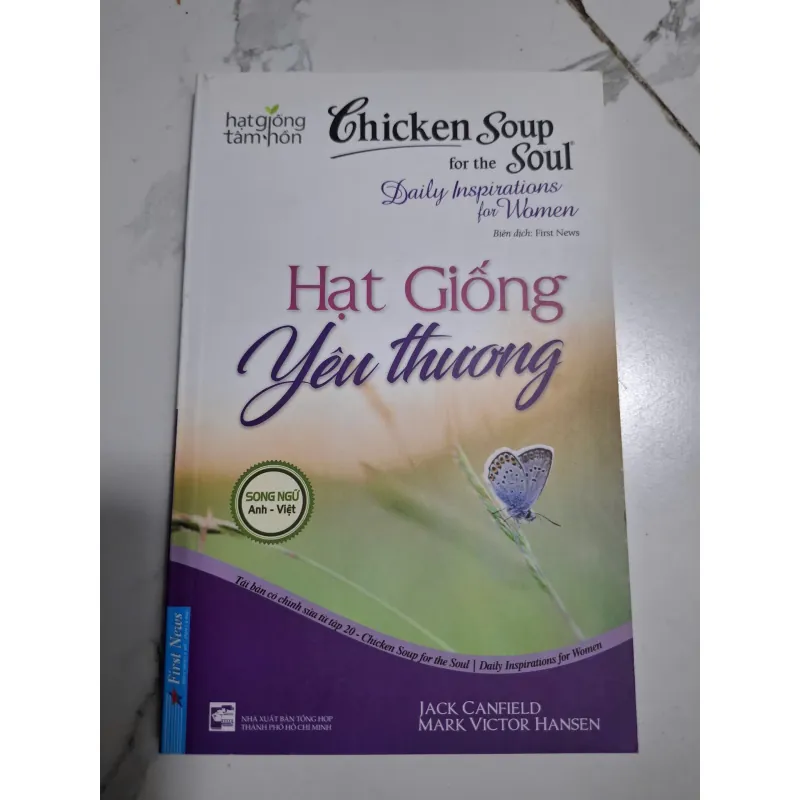 hạt giống
tâm hồn
Chicken Soup
for the Soul
Daily Inspirations
for Women
Biên dịch: First News
Hạt Giống
Yêu thương
SONG NGỮ
Anh - Việt
Tái bản có chỉnh sửa từ tập 20 - Chicken Soup for the Soul | Daily Inspirations for Women
First News
JACK CANFIELD
MARK VICTOR HANSEN
NHÀ XUẤT BẢN TỔNG HỢP
THÀNH PHỐ HỒ CHÍ MINH